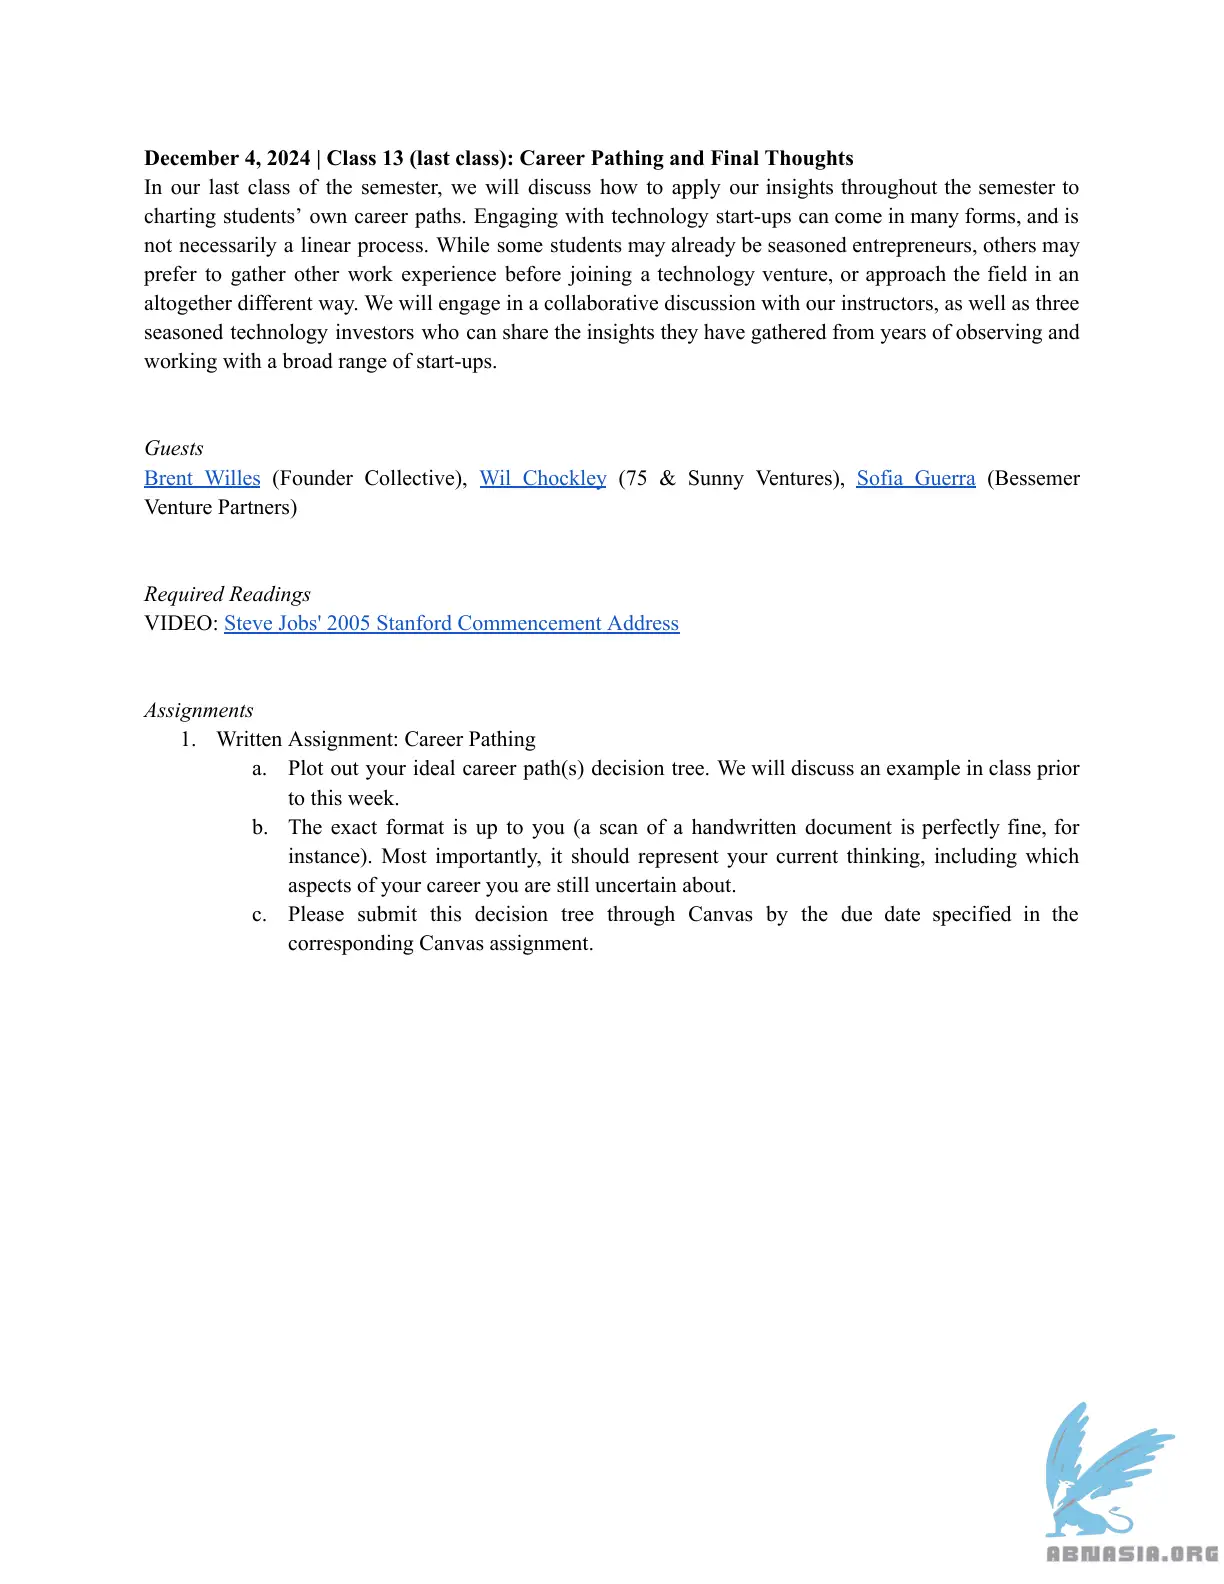 December 4, 2024 | Class 13 (last class): Career Pathing and Final Thoughts
In our last class of the semester, we will discuss how to apply our insights throughout the semester to
charting students’ own career paths. Engaging with technology start-ups can come in many forms, and is
not necessarily a linear process. While some students may already be seasoned entrepreneurs, others may
prefer to gather other work experience before joining a technology venture, or approach the field in an
altogether different way. We will engage in a collaborative discussion with our instructors, as well as three
seasoned technology investors who can share the insights they have gathered from years of observing and
working with a broad range of start-ups.
Guests
Brent Willes (Founder Collective), Wil Chockley (75 & Sunny Ventures), Sofia Guerra (Bessemer
Venture Partners)
Required Readings
VIDEO: Steve Jobs' 2005 Stanford Commencement Address
Assignments
1. Written Assignment: Career Pathing
a. Plot out your ideal career path(s) decision tree. We will discuss an example in class prior
to this week.
b. The exact format is up to you (a scan of a handwritten document is perfectly fine, for
instance). Most importantly, it should represent your current thinking, including which
aspects of your career you are still uncertain about.
c. Please submit this decision tree through Canvas by the due date specified in the
corresponding Canvas assignment.
ABNASIA.ORG